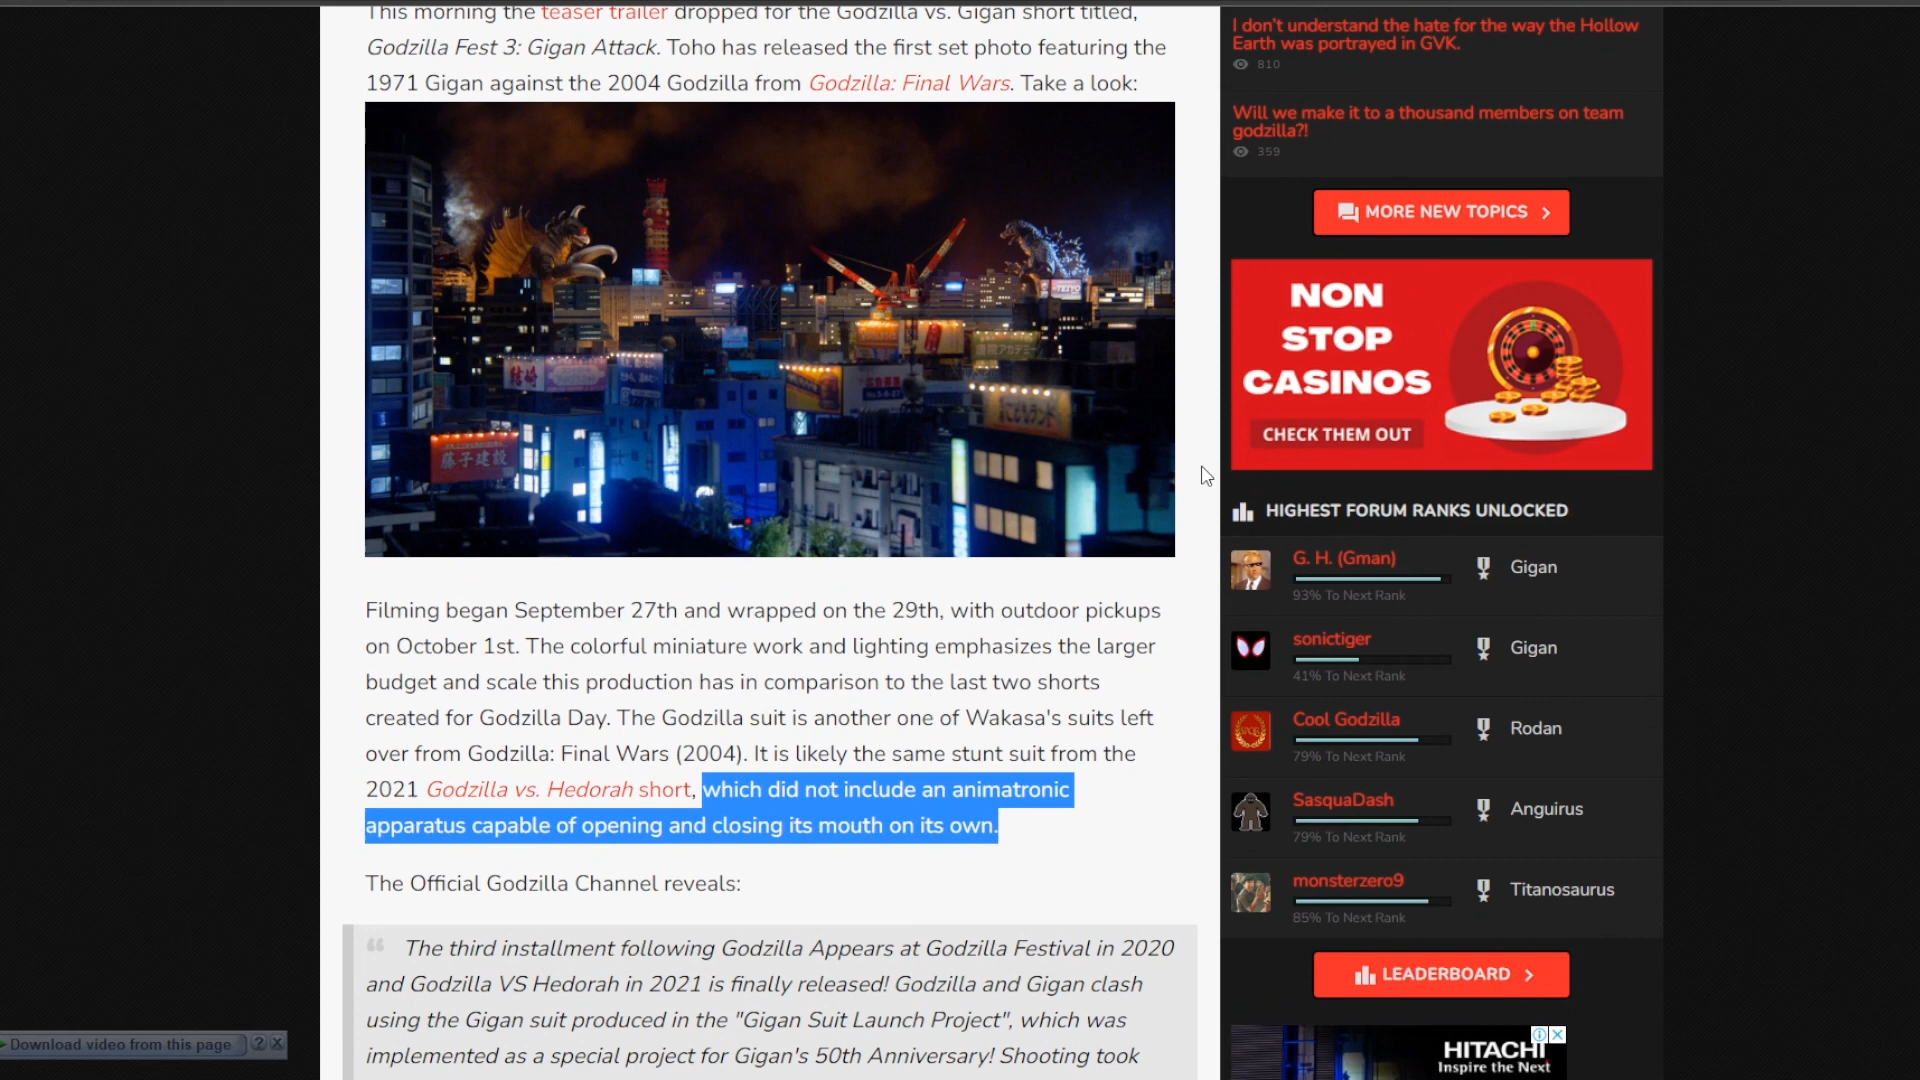 This morning the teaser trailer dropped for the Godzilla vs. Gigan short titled,
Godzilla Fest 3: Gigan Attack. Toho has released the first set photo featuring the
1971 Gigan against the 2004 Godzilla from Godzilla: Final Wars. Take a look:
藤子建設
Filming began September 27th and wrapped on the 29th, with outdoor pickups
on October 1st. The colorful miniature work and lighting emphasizes the larger
budget and scale this production has in comparison to the last two shorts
created for Godzilla Day. The Godzilla suit is another one of Wakasa's suits left
over from Godzilla: Final Wars (2004). It is likely the same stunt suit from the
2021 Godzilla vs. Hedorah short, which did not include an animatronic
apparatus capable of opening and closing its mouth on its own.
The Official Godzilla Channel reveals:
“ The third installment following Godzilla Appears at Godzilla Festival in 2020
and Godzilla VS Hedorah in 2021 is finally released! Godzilla and Gigan clash
using the Gigan suit produced in the "Gigan Suit Launch Project", which was
implemented as a special project for Gigan's 50th Anniversary! Shooting took
I don't understand the hate for the way the Hollow
Earth was portrayed in GVK.
810
Will we make it to a thousand members on team
godzilla?!
359
MORE NEW TOPICS
NON
STOP
CASINOS
CHECK THEM OUT
HIGHEST FORUM RANKS UNLOCKED
G. H. (Gman) Gigan
93% To Next Rank
sonictiger Gigan
41% To Next Rank
Cool Godzilla Rodan
79% To Next Rank
SasquaDash Anguirus
79% To Next Rank
monsterzero9 Titanosaurus
85% To Next Rank
LEADERBOARD
HITACHI
Inspire the Next
Download video from this page ? X